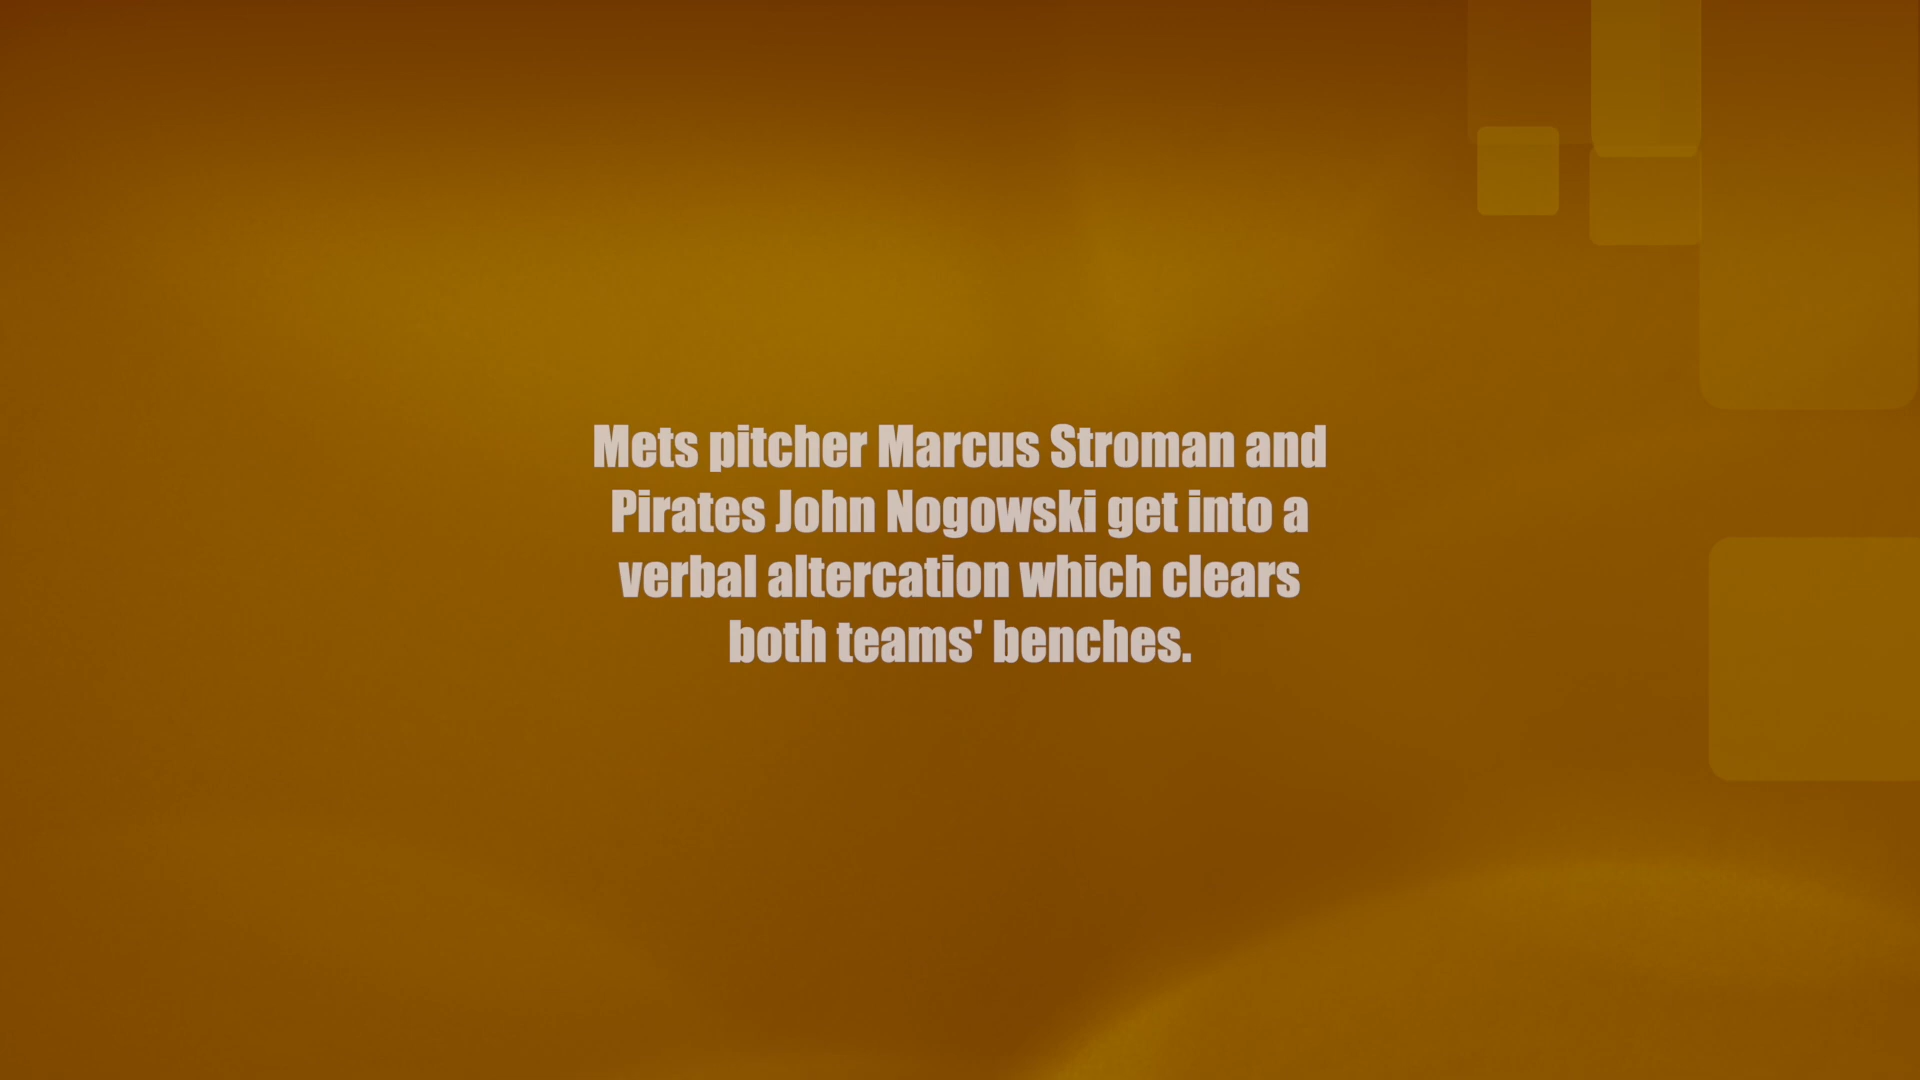 Mets pitcher Marcus Stroman and
Pirates John Nogowski get into a
verbal altercation which clears
both teams' benches.